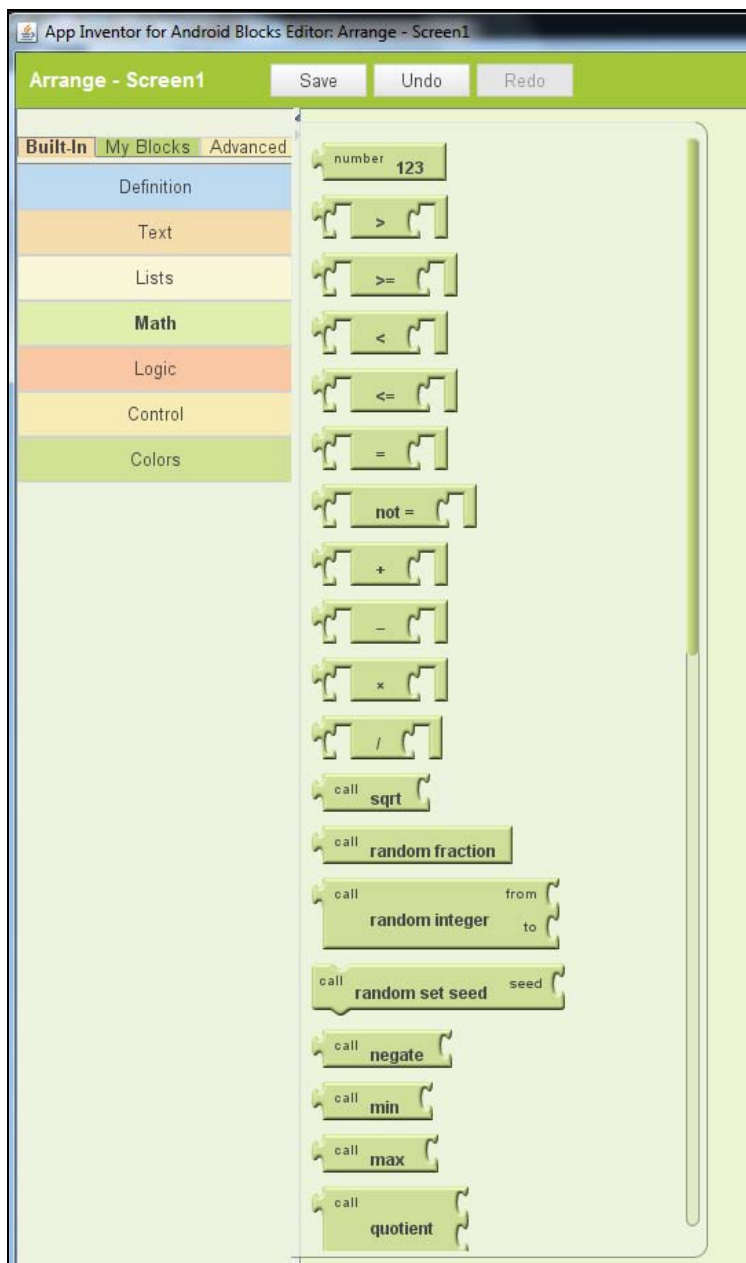 App Inventor for Android Blocks Editor: Arrange - Screen1
Arrange - Screen1 Save Undo Redo
Built-In My Blocks Advanced
Definition
Text
Lists
Math
Logic
Control
Colors
number 123
>
>=
<
<=
=
not =
+
–
×
/
call sqrt
call random fraction
call random integer from
to
call random set seed seed
call negate
call min
call max
call quotient